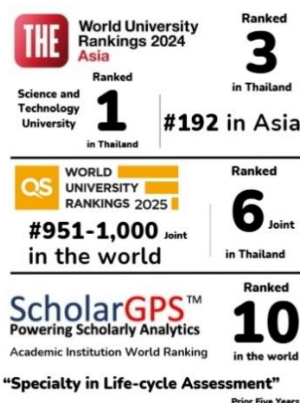 THE
World University
Rankings 2024
Asia
Ranked
3
in Thailand
Science and
Technology
University
Ranked
1
in Thailand
#192 in Asia
QS
WORLD
UNIVERSITY
RANKINGS 2025
#951-1,000 Joint
in the world
Ranked
6 Joint
in Thailand
ScholarGPS™
Powering Scholarly Analytics
Academic Institution World Ranking
Ranked
10
in the world
“Specialty in Life-cycle Assessment”
Prior Five Years